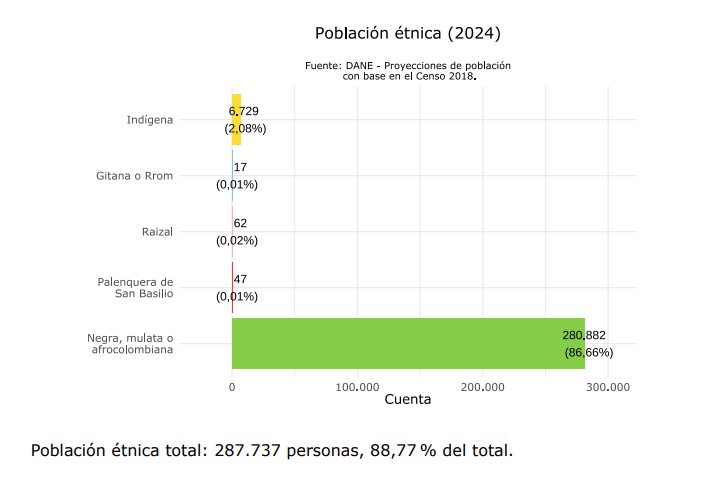 Población étnica (2024)
Fuente: DANE - Proyecciones de población
con base en el Censo 2018.
Indígena
6.729
(2,08%)
Gitana o Rrom
17
(0,01%)
Raizal
62
(0,02%)
Palenquera de
San Basilio
47
(0,01%)
Negra, mulata o
afrocolombiana
280.882
(86,66%)
0
100.000
200.000
300.000
Cuenta
Población étnica total: 287.737 personas, 88,77 % del total.